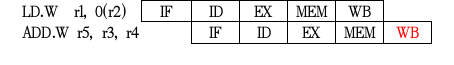 LD.W r1, 0(r2) IF ID EX MEM WB
ADD.W r5, r3, r4 IF ID EX MEM WB